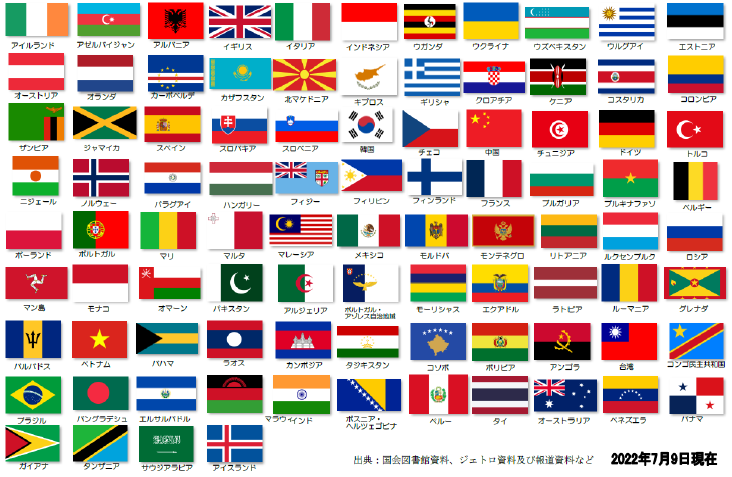 アイルランド アゼルバイジャン アルバニア イギリス イタリア インドネシア ウガンダ ウクライナ ウズベキスタン ウルグアイ エストニア
オーストリア オランダ カーボベルデ カザフスタン 北マケドニア キプロス ギリシャ クロアチア ケニア コスタリカ コロンビア
ザンビア ジャマイカ スペイン スロバキア スロベニア 韓国 チェコ 中国 チュニジア ドイツ トルコ
ニジェール ノルウェー パラグアイ ハンガリー フィジー フィリピン フィンランド フランス ブルガリア ブルキナファソ ベルギー
ポーランド ポルトガル マリ マルタ マレーシア メキシコ モルドバ モンテネグロ リトアニア ルクセンブルク ロシア
マン島 モナコ オマーン パキスタン アルジェリア ポルトガル・
アゾレス自治地域 モーリシャス エクアドル ラトビア ルーマニア グレナダ
バルバドス ベトナム バハマ ラオス カンボジア タジキスタン コソボ ボリビア アンゴラ 台湾 コンゴ民主共和国
ブラジル バングラデシュ エルサルバドル マラウィ インド ボスニア・
ヘルツェゴビナ ペルー タイ オーストラリア ベネズエラ パナマ
ガイアナ タンザニア サウジアラビア アイスランド
出典：国会図書館資料、ジェトロ資料及び報道資料など 2022年7月9日現在